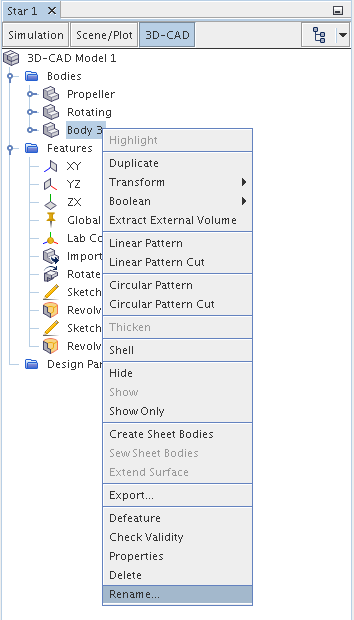 Star 1
Simulation Scene/Plot 3D-CAD
3D-CAD Model 1
Bodies
Propeller
Rotating
Body 3
Features
XY
YZ
ZX
Global
Lab Co
Import
Rotate
Sketch
Revolv
Sketch
Revolv
Design Par
Highlight
Duplicate
Transform
Boolean
Extract External Volume
Linear Pattern
Linear Pattern Cut
Circular Pattern
Circular Pattern Cut
Thicken
Shell
Hide
Show
Show Only
Create Sheet Bodies
Sew Sheet Bodies
Extend Surface
Export...
Defeature
Check Validity
Properties
Delete
Rename...